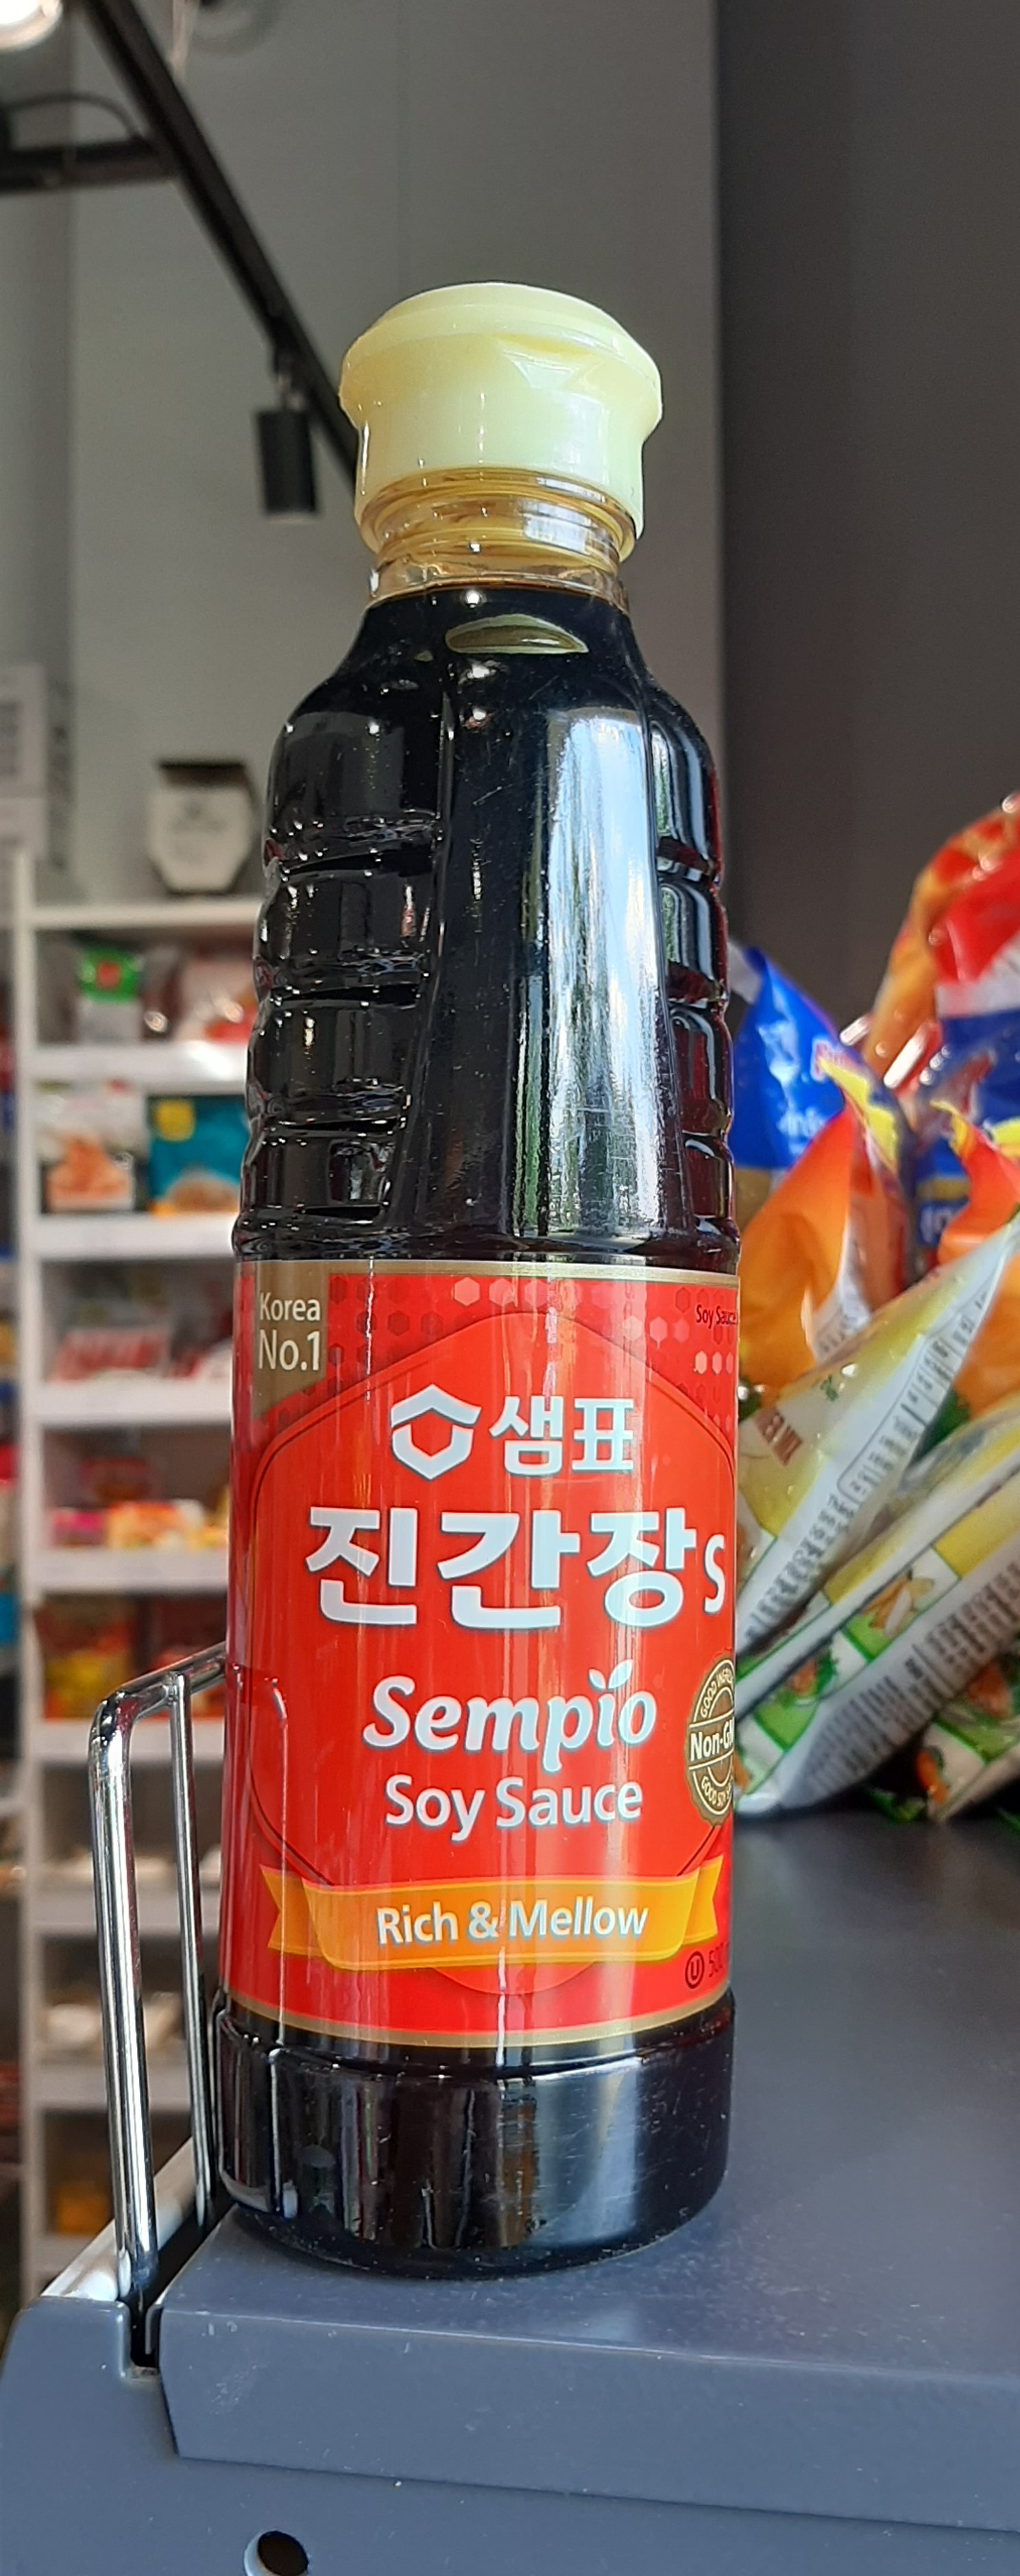 Korea
No.1
Soy Sauce
샘표
진간장S
Sempio
Soy Sauce
Non-GM
Rich & Mellow